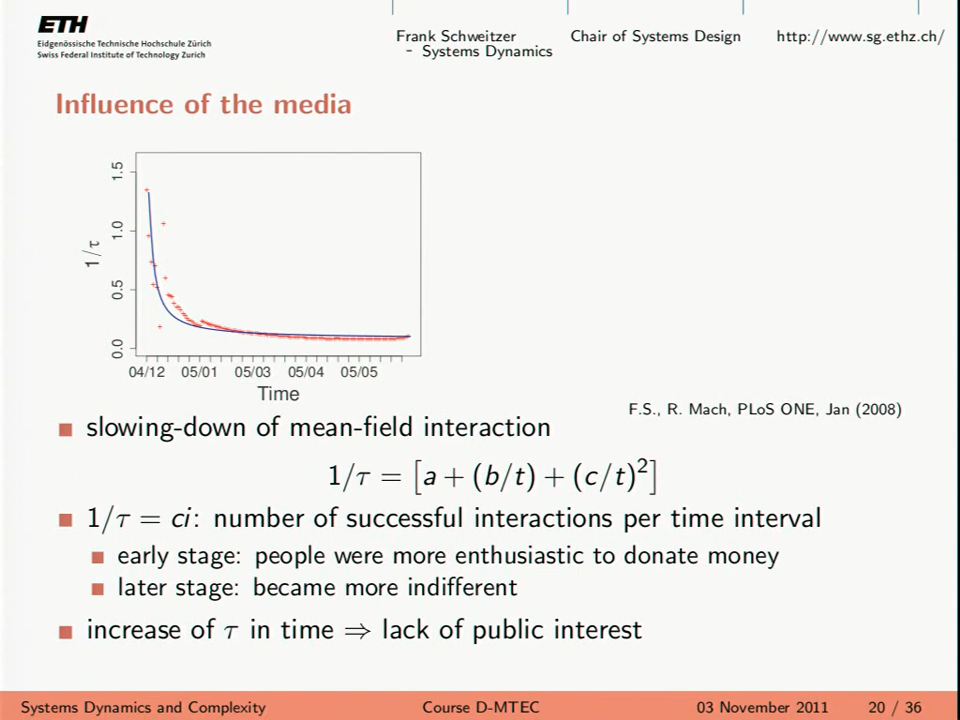 ETH
Eidgenössische Technische Hochschule Zürich
Swiss Federal Institute of Technology Zurich
Frank Schweitzer
- Systems Dynamics
Chair of Systems Design
http://www.sg.ethz.ch/
Influence of the media
1/τ
1.5
1.0
0.5
0.0
04/12 05/01 05/03 05/04 05/05
Time
F.S., R. Mach, PLoS ONE, Jan (2008)
■ slowing-down of mean-field interaction
1/τ = [a + (b/t) + (c/t)²]
■ 1/τ = ci: number of successful interactions per time interval
■ early stage: people were more enthusiastic to donate money
■ later stage: became more indifferent
■ increase of τ in time ⇒ lack of public interest
Systems Dynamics and Complexity
Course D-MTEC
03 November 2011
20 / 36